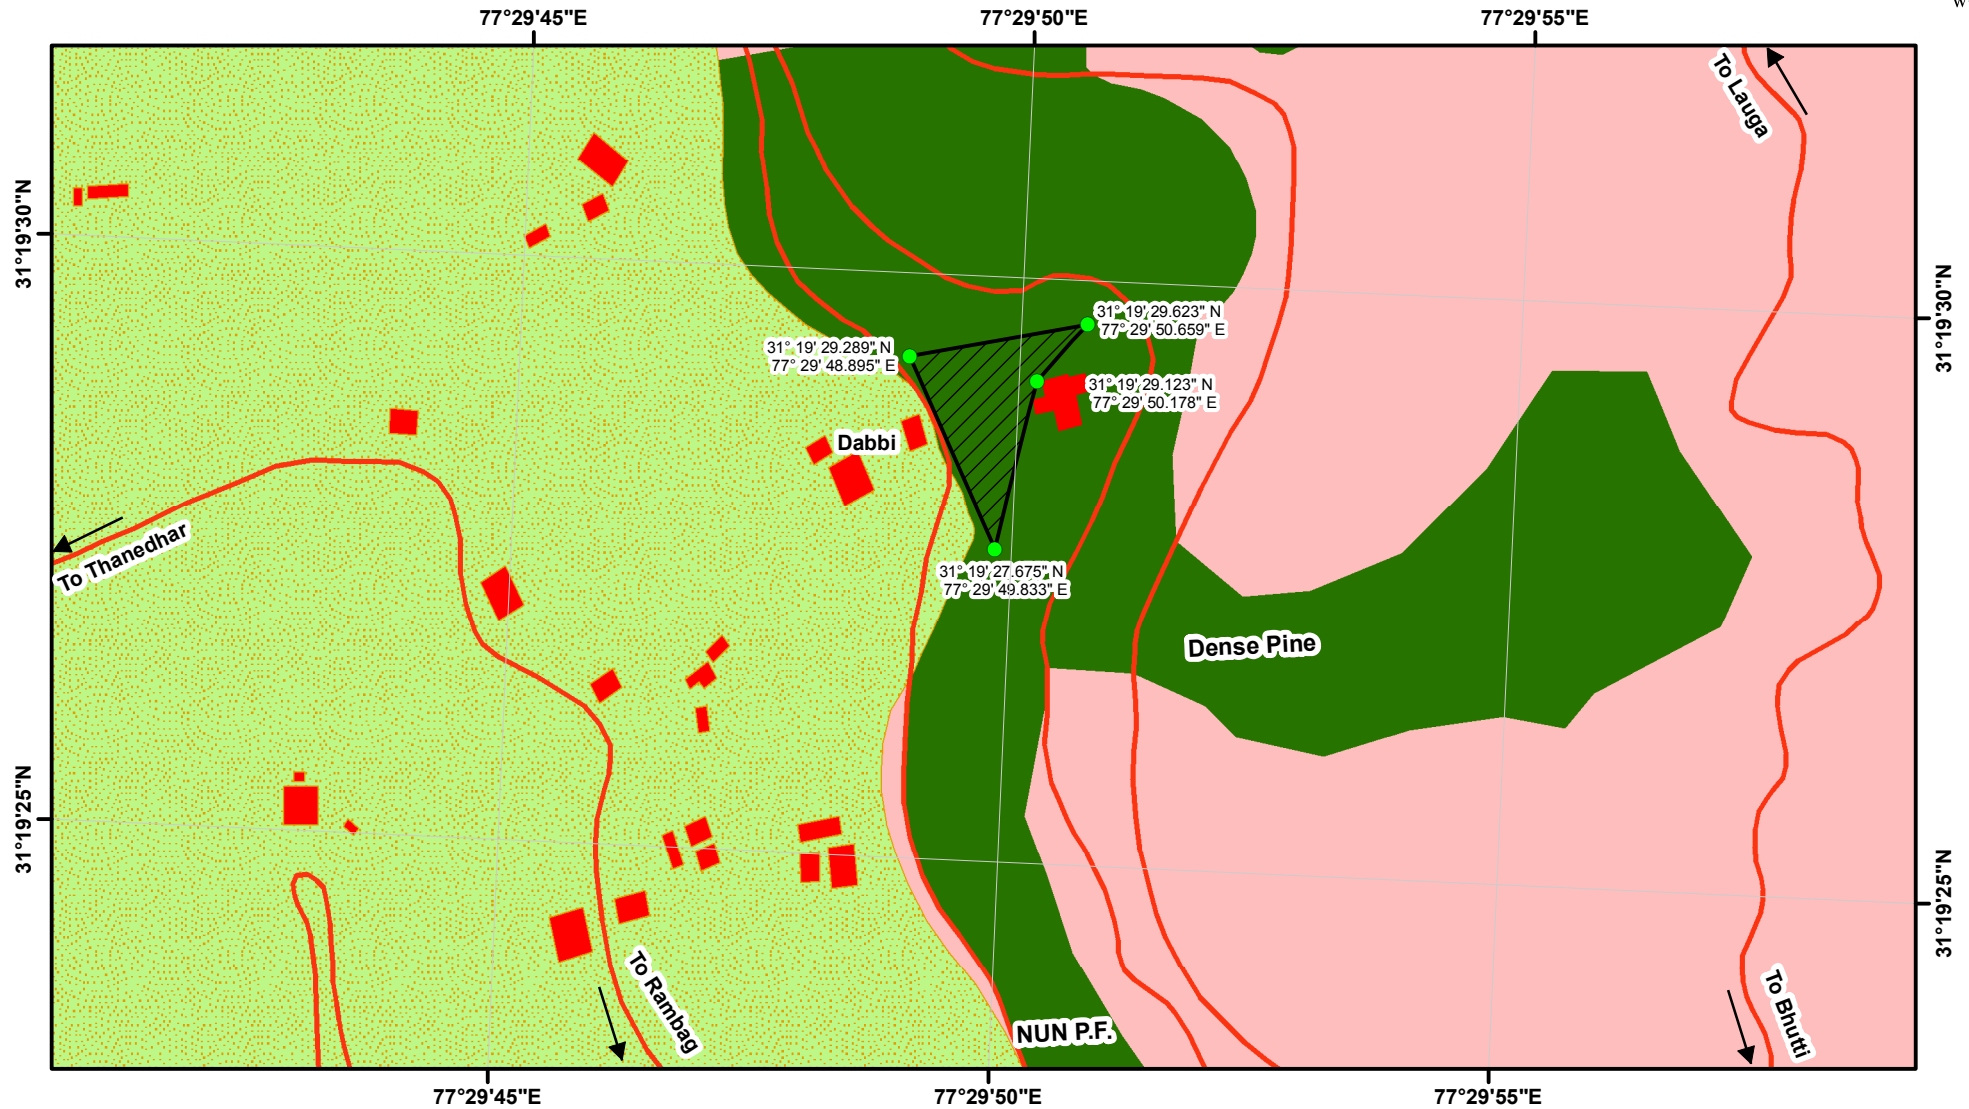 77°29'45"E
77°29'50"E
77°29'55"E
W
To Lauga
31°19'30"N
31°19'30"N
31° 19' 29.623" N
77° 29' 50.659" E
31° 19' 29.289" N
77° 29' 48.895" E
31° 19' 29.123" N
77° 29' 50.178" E
Dabbi
To Thanedhar
31° 19' 27.675" N
77° 29' 49.833" E
Dense Pine
31°19'25"N
31°19'25"N
To Rambag
NUN P.F.
To Bhutti
77°29'45"E
77°29'50"E
77°29'55"E